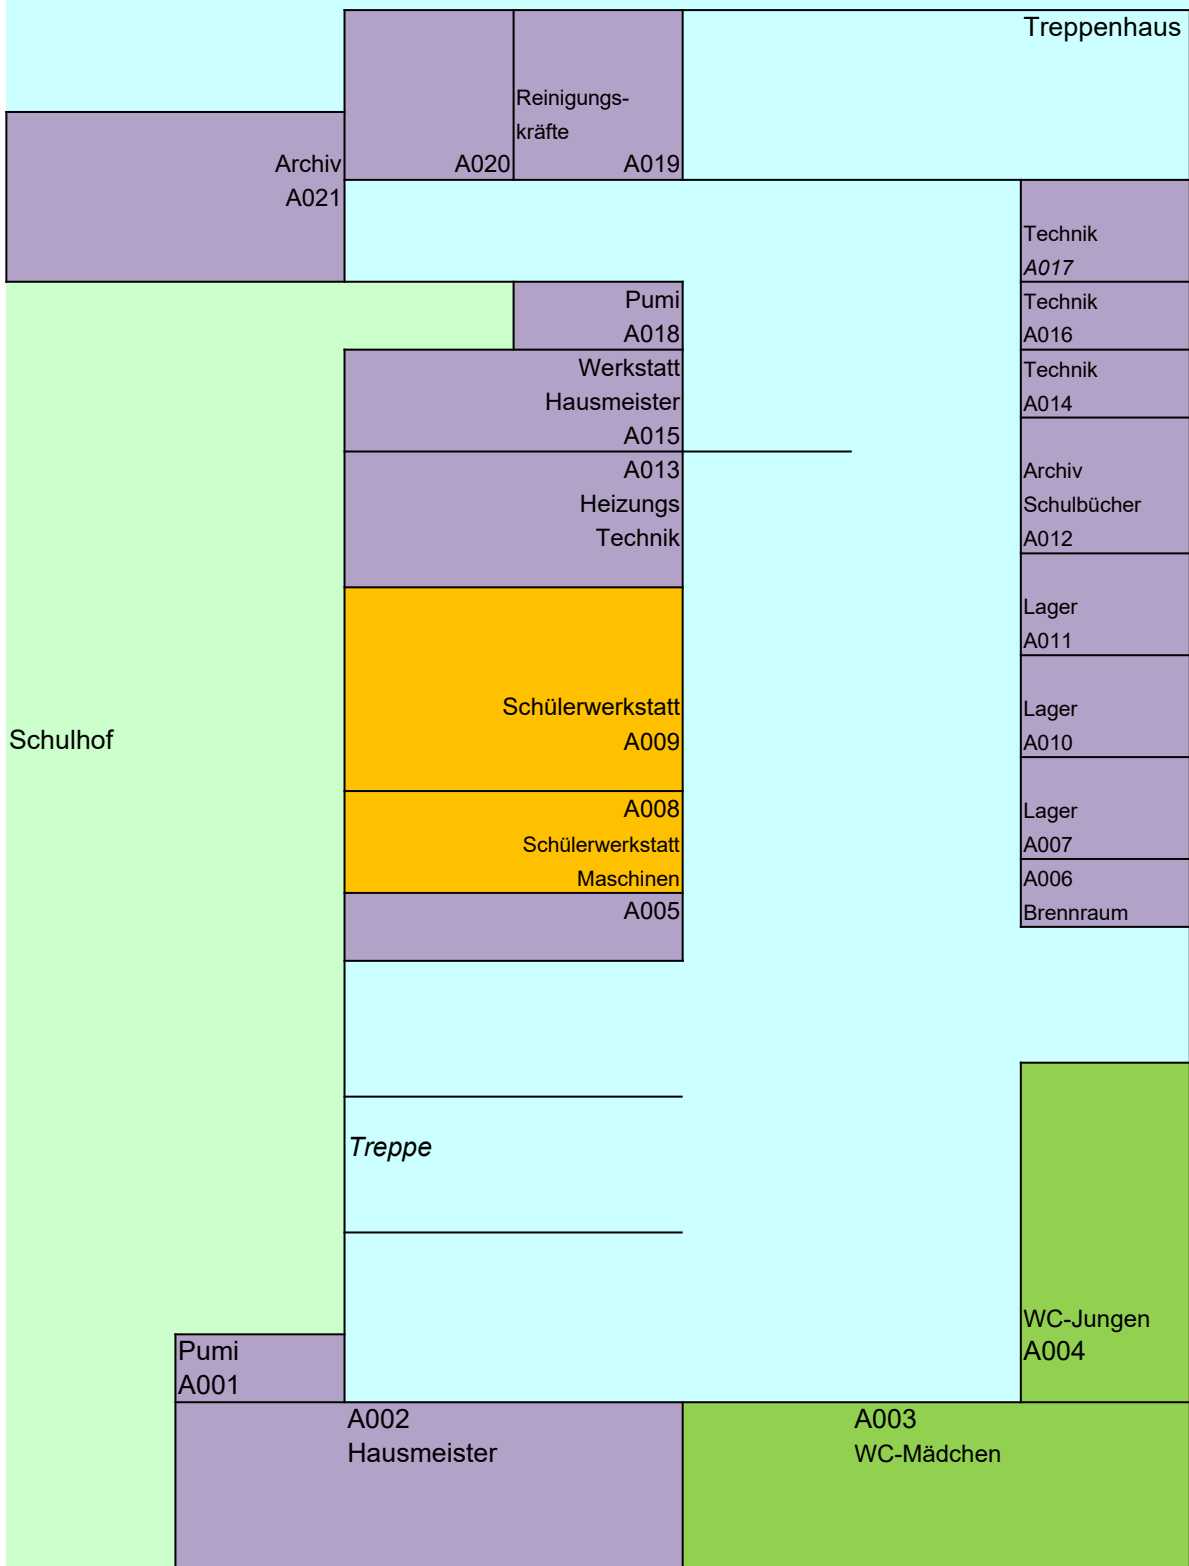 Treppenhaus
Reinigungs-
kräfte
A019
A020
Archiv
A021
Technik
A017
Pumi
A018
Technik
A016
Werkstatt
Hausmeister
A015
Technik
A014
A013
Heizungs
Technik
Archiv
Schulbücher
A012
Lager
A011
Schülerwerkstatt
A009
Lager
A010
Schulhof
A008
Schülerwerkstatt
Maschinen
Lager
A007
A006
Brennraum
A005
Treppe
WC-Jungen
A004
Pumi
A001
A002
Hausmeister
A003
WC-Mädchen